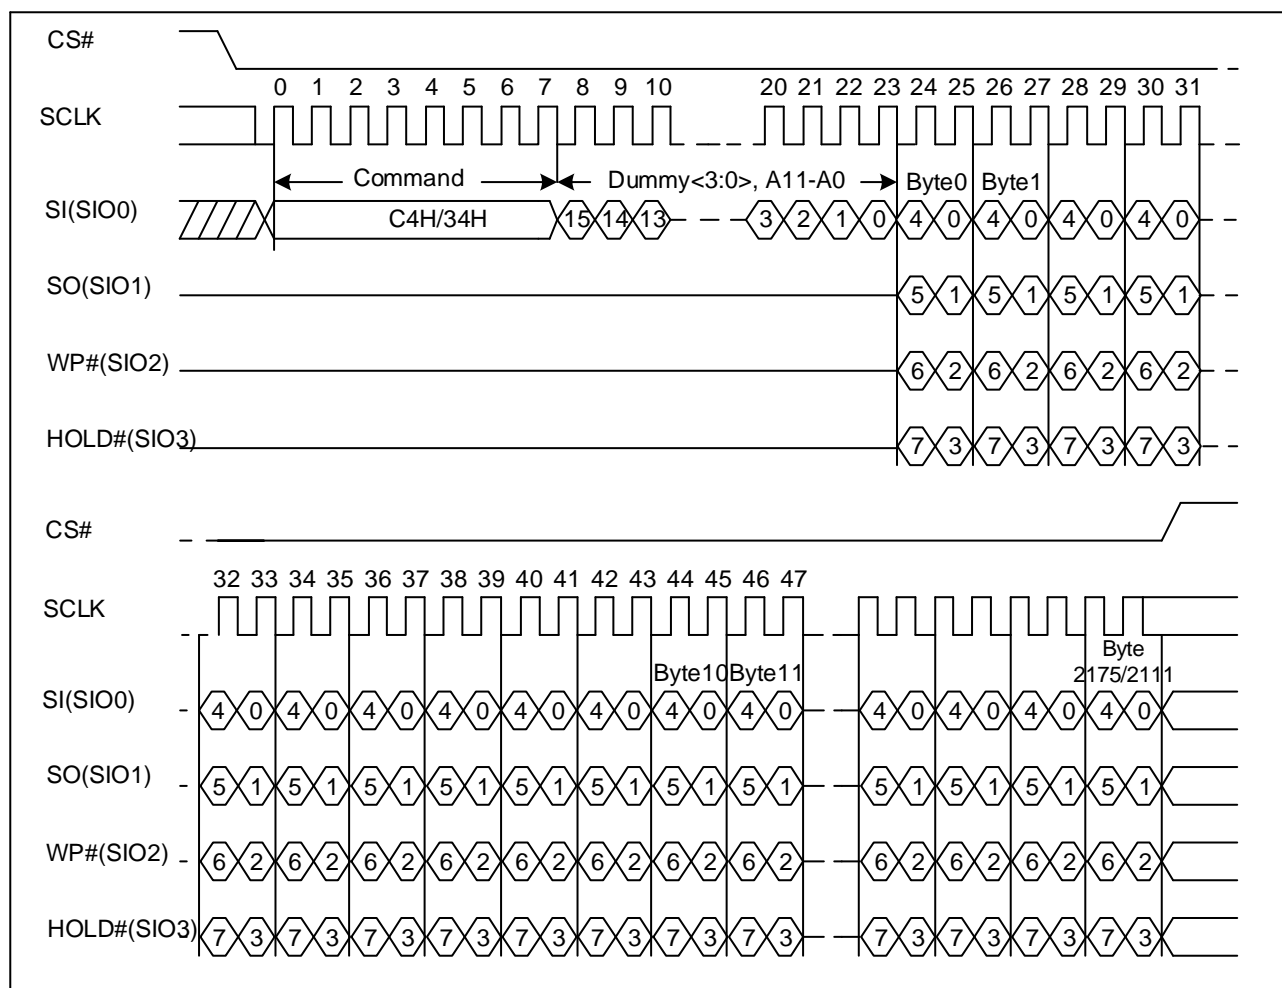 CS#
0 1 2 3 4 5 6 7 8 9 10 20 21 22 23 24 25 26 27 28 29 30 31
SCLK
Command Dummy<3:0>, A11-A0 Byte0 Byte1
SI(SIO0) C4H/34H 15 14 13 3 2 1 0 4 0 4 0 4 0 4 0
SO(SIO1) 5 1 5 1 5 1 5 1
WP#(SIO2) 6 2 6 2 6 2 6 2
HOLD#(SIO3) 7 3 7 3 7 3 7 3
CS#
32 33 34 35 36 37 38 39 40 41 42 43 44 45 46 47
SCLK
Byte10 Byte11 Byte
2175/2111
SI(SIO0) 4 0 4 0 4 0 4 0 4 0 4 0 4 0 4 0 4 0 4 0 4 0 4 0
SO(SIO1) 5 1 5 1 5 1 5 1 5 1 5 1 5 1 5 1 5 1 5 1 5 1 5 1
WP#(SIO2) 6 2 6 2 6 2 6 2 6 2 6 2 6 2 6 2 6 2 6 2 6 2 6 2
HOLD#(SIO3) 7 3 7 3 7 3 7 3 7 3 7 3 7 3 7 3 7 3 7 3 7 3 7 3